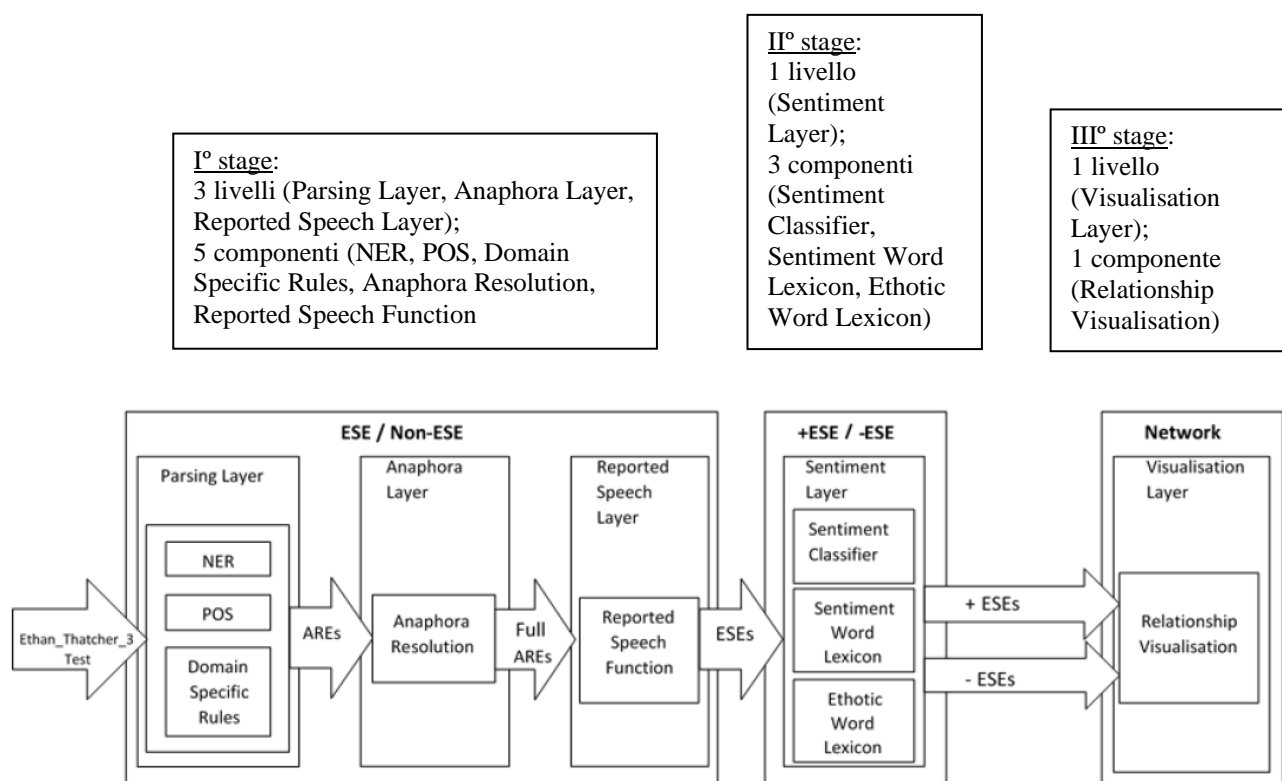 IIº stage:
1 livello
(Sentiment
Layer);
3 componenti
(Sentiment
Classifier,
Sentiment Word
Lexicon, Ethotic
Word Lexicon)
Iº stage:
3 livelli (Parsing Layer, Anaphora Layer,
Reported Speech Layer);
5 componenti (NER, POS, Domain
Specific Rules, Anaphora Resolution,
Reported Speech Function
IIIº stage:
1 livello
(Visualisation
Layer);
1 componente
(Relationship
Visualisation)
ESE / Non-ESE
Parsing Layer
NER
POS
Domain
Specific
Rules
Ethan_Thatcher_3
Test
AREs
Anaphora
Layer
Anaphora
Resolution
Full
AREs
Reported
Speech
Layer
Reported
Speech
Function
ESEs
+ESE / -ESE
Sentiment
Layer
Sentiment
Classifier
Sentiment
Word
Lexicon
Ethotic
Word
Lexicon
+ ESEs
- ESEs
Network
Visualisation
Layer
Relationship
Visualisation